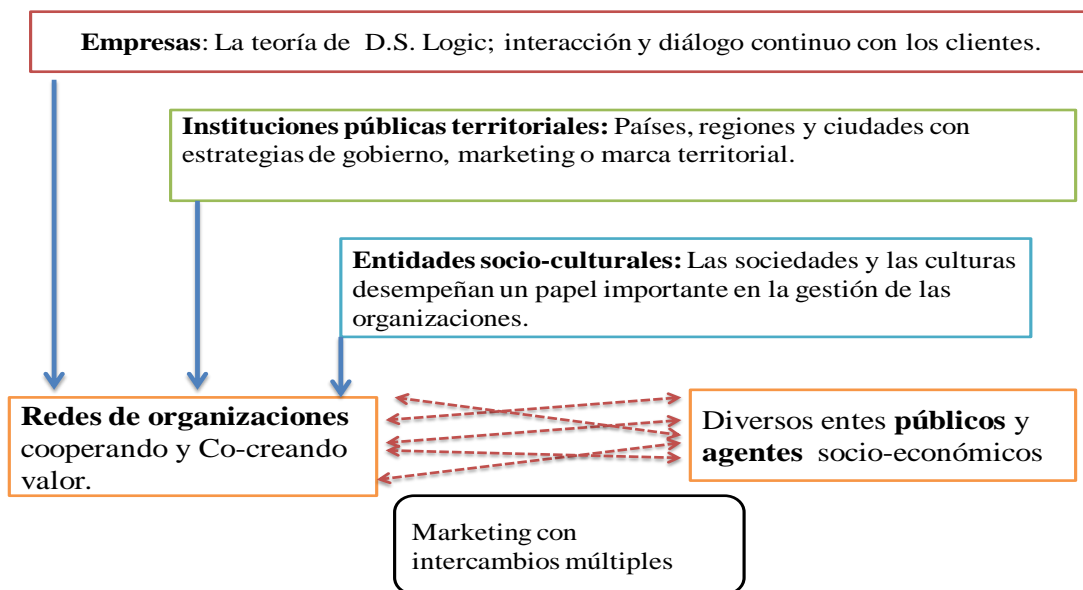 Empresas: La teoría de D.S. Logic; interacción y diálogo continuo con los clientes.
Instituciones públicas territoriales: Países, regiones y ciudades con
estrategias de gobierno, marketing o marca territorial.
Entidades socio-culturales: Las sociedades y las culturas
desempeñan un papel importante en la gestión de las
organizaciones.
Redes de organizaciones
cooperando y Co-creando
valor.
Diversos entes públicos y
agentes socio-económicos
Marketing con
intercambios múltiples